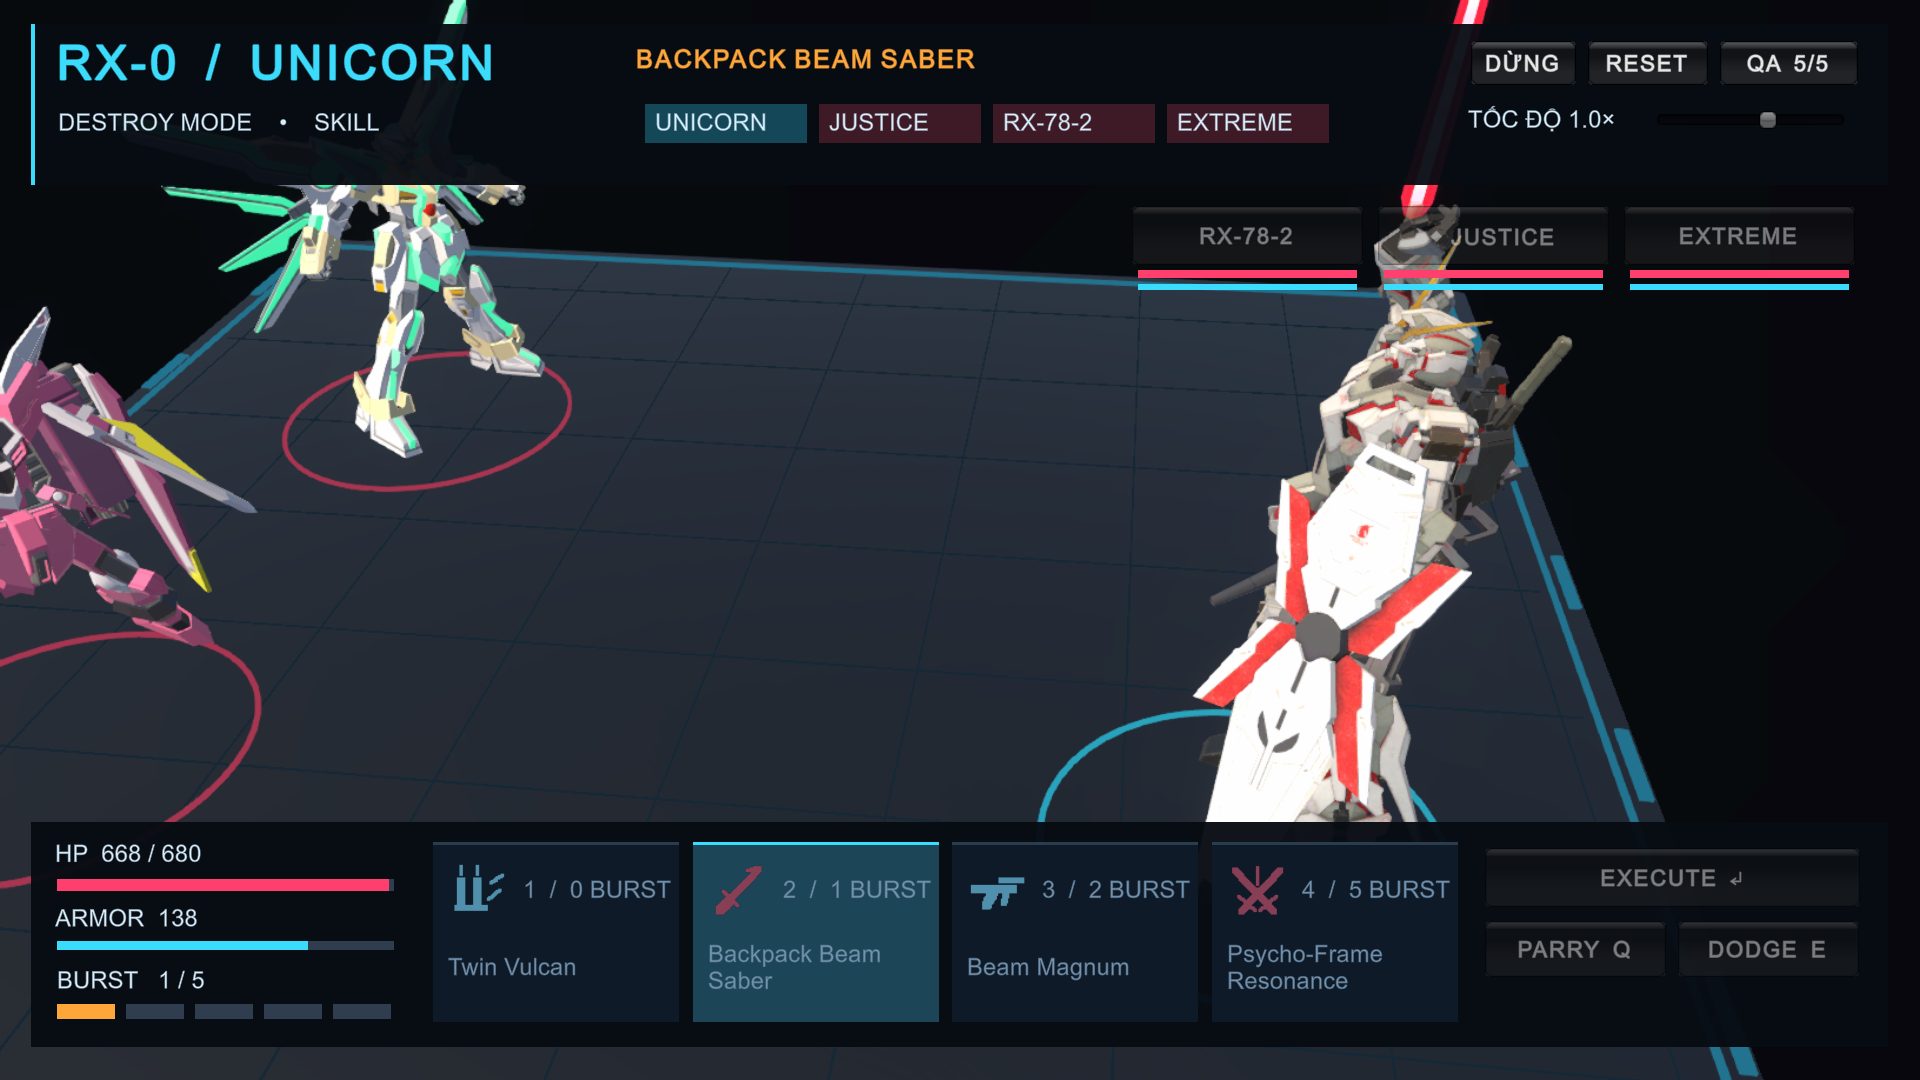 RX-0 / UNICORN
DESTROY MODE • SKILL
BACKPACK BEAM SABER
UNICORN
JUSTICE
RX-78-2
EXTREME
DỪNG
RESET
QA 5/5
TỐC ĐỘ 1.0×
RX-78-2
JUSTICE
EXTREME
HP 668 / 680
ARMOR 138
BURST 1 / 5
1 / 0 BURST
Twin Vulcan
2 / 1 BURST
Backpack Beam
Saber
3 / 2 BURST
Beam Magnum
4 / 5 BURST
Psycho-Frame
Resonance
EXECUTE ↲
PARRY Q
DODGE E